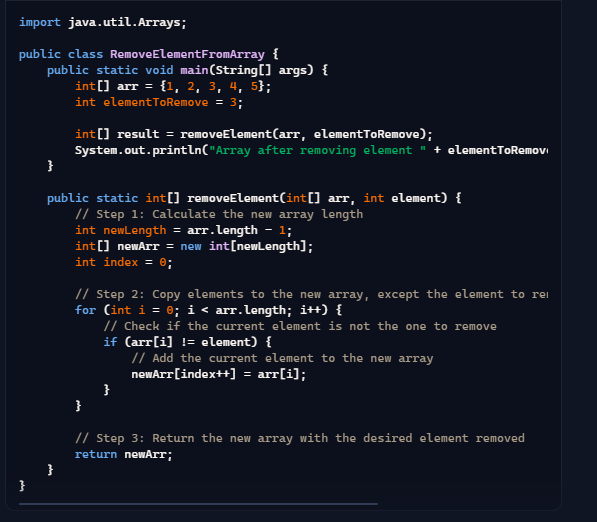 import java.util.Arrays;

public class RemoveElementFromArray {
    public static void main(String[] args) {
        int[] arr = {1, 2, 3, 4, 5};
        int elementToRemove = 3;

        int[] result = removeElement(arr, elementToRemove);
        System.out.println("Array after removing element " + elementToRemove
    }

    public static int[] removeElement(int[] arr, int element) {
        // Step 1: Calculate the new array length
        int newLength = arr.length - 1;
        int[] newArr = new int[newLength];
        int index = 0;

        // Step 2: Copy elements to the new array, except the element to
        for (int i = 0; i < arr.length; i++) {
            // Check if the current element is not the one to remove
            if (arr[i] != element) {
                // Add the current element to the new array
                newArr[index++] = arr[i];
            }
        }

        // Step 3: Return the new array with the desired element removed
        return newArr;
    }
}